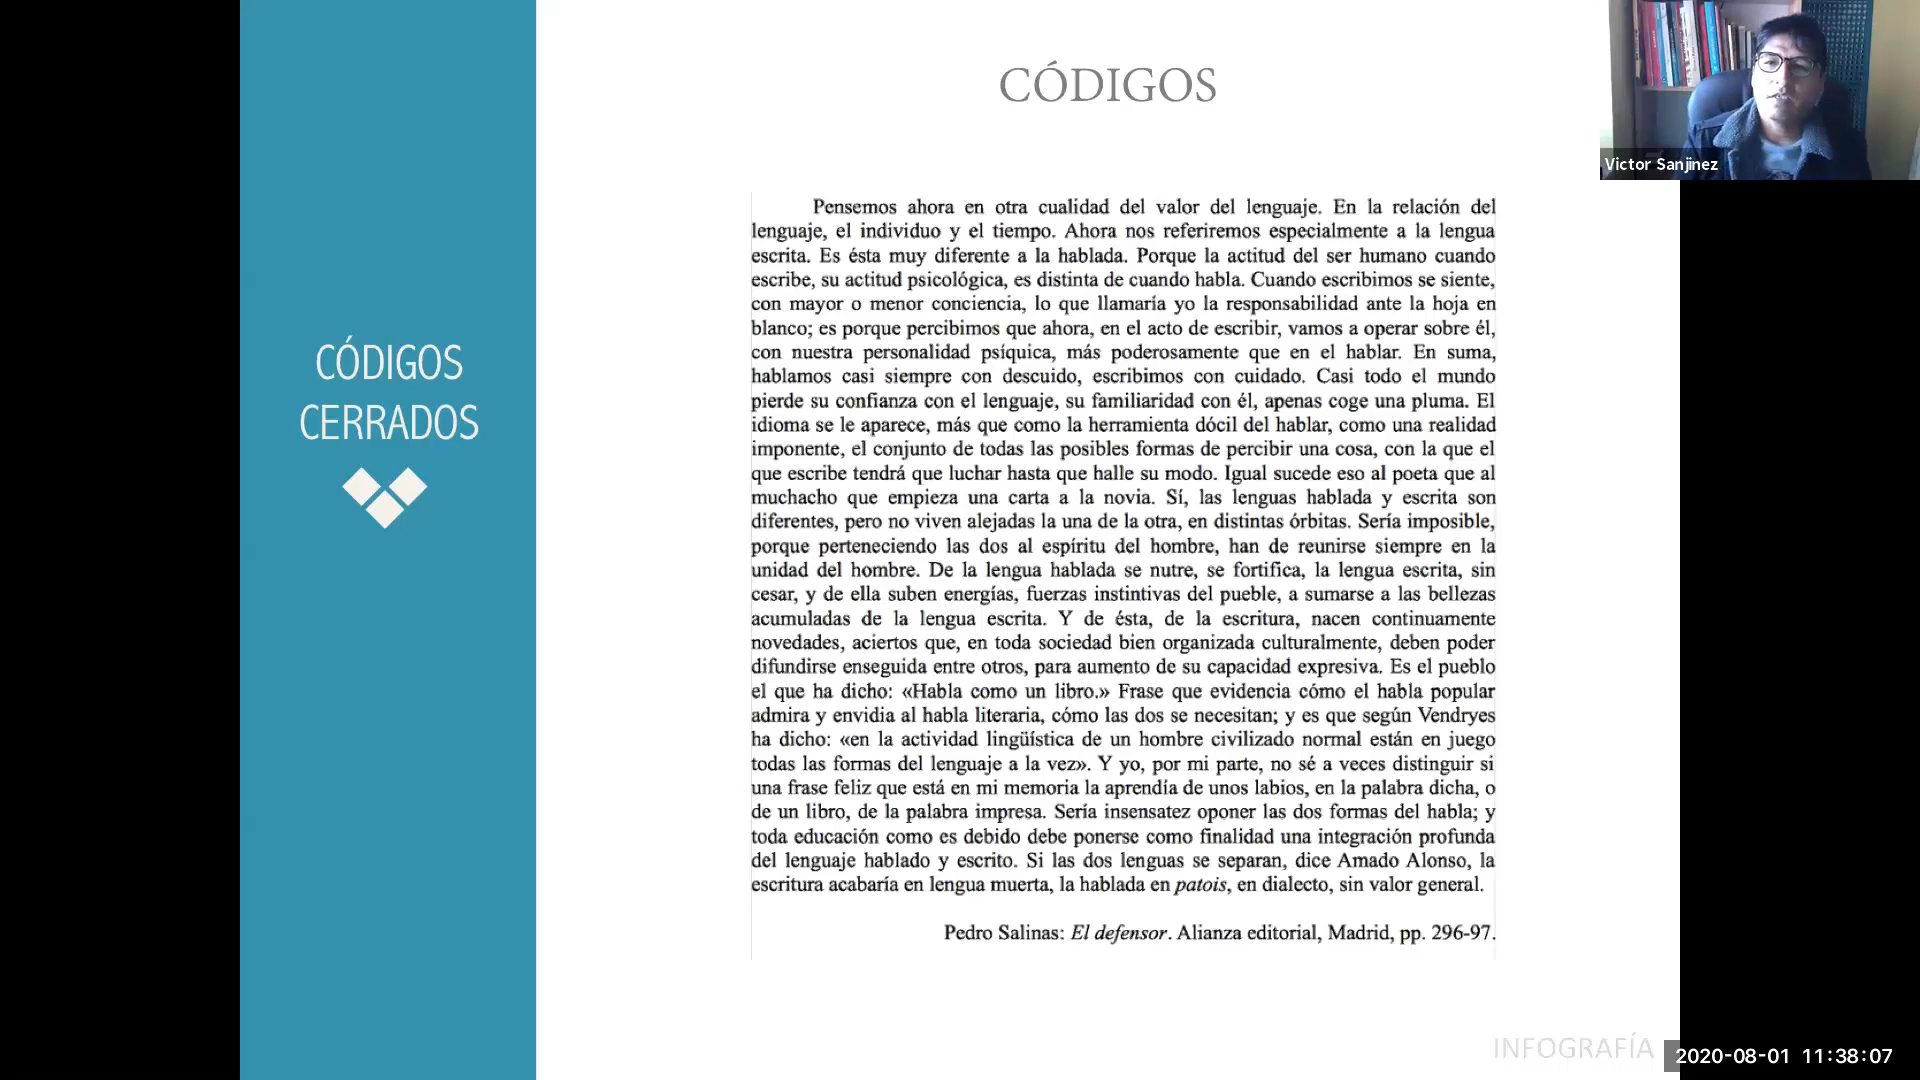 CÓDIGOS
CERRADOS
CÓDIGOS
Pensemos ahora en otra cualidad del valor del lenguaje. En la relación del
lenguaje, el individuo y el tiempo. Ahora nos referiremos especialmente a la lengua
escrita. Es ésta muy diferente a la hablada. Porque la actitud del ser humano cuando
escribe, su actitud psicológica, es distinta de cuando habla. Cuando escribimos se siente,
con mayor o menor conciencia, lo que llamaría yo la responsabilidad ante la hoja en
blanco; es porque percibimos que ahora, en el acto de escribir, vamos a operar sobre él,
con nuestra personalidad psíquica, más poderosamente que en el hablar. En suma,
hablamos casi siempre con descuido, escribimos con cuidado. Casi todo el mundo
pierde su confianza con el lenguaje, su familiaridad con él, apenas coge una pluma. El
idioma se le aparece, más que como la herramienta dócil del hablar, como una realidad
imponente, el conjunto de todas las posibles formas de percibir una cosa, con la que el
que escribe tendrá que luchar hasta que halle su modo. Igual sucede eso al poeta que al
muchacho que empieza una carta a la novia. Sí, las lenguas hablada y escrita son
diferentes, pero no viven alejadas la una de la otra, en distintas órbitas. Sería imposible,
porque perteneciendo las dos al espíritu del hombre, han de reunirse siempre en la
unidad del hombre. De la lengua hablada se nutre, se fortifica, la lengua escrita, sin
cesar, y de ella suben energías, fuerzas instintivas del pueble, a sumarse a las bellezas
acumuladas de la lengua escrita. Y de ésta, de la escritura, nacen continuamente
novedades, aciertos que, en toda sociedad bien organizada culturalmente, deben poder
difundirse enseguida entre otros, para aumento de su capacidad expresiva. Es el pueblo
el que ha dicho: «Habla como un libro.» Frase que evidencia cómo el habla popular
admira y envidia al habla literaria, cómo las dos se necesitan; y es que según Vendryes
ha dicho: «en la actividad lingüística de un hombre civilizado normal están en juego
todas las formas del lenguaje a la vez». Y yo, por mi parte, no sé a veces distinguir si
una frase feliz que está en mi memoria la aprendía de unos labios, en la palabra dicha, o
de un libro, de la palabra impresa. Sería insensatez oponer las dos formas del habla; y
toda educación como es debido debe ponerse como finalidad una integración profunda
del lenguaje hablado y escrito. Si las dos lenguas se separan, dice Amado Alonso, la
escritura acabaría en lengua muerta, la hablada en patois, en dialecto, sin valor general.
Pedro Salinas: El defensor. Alianza editorial, Madrid, pp. 296-97.
INFOGRAFÍA
Victor Sanjinez
2020-08-01 11:38:07